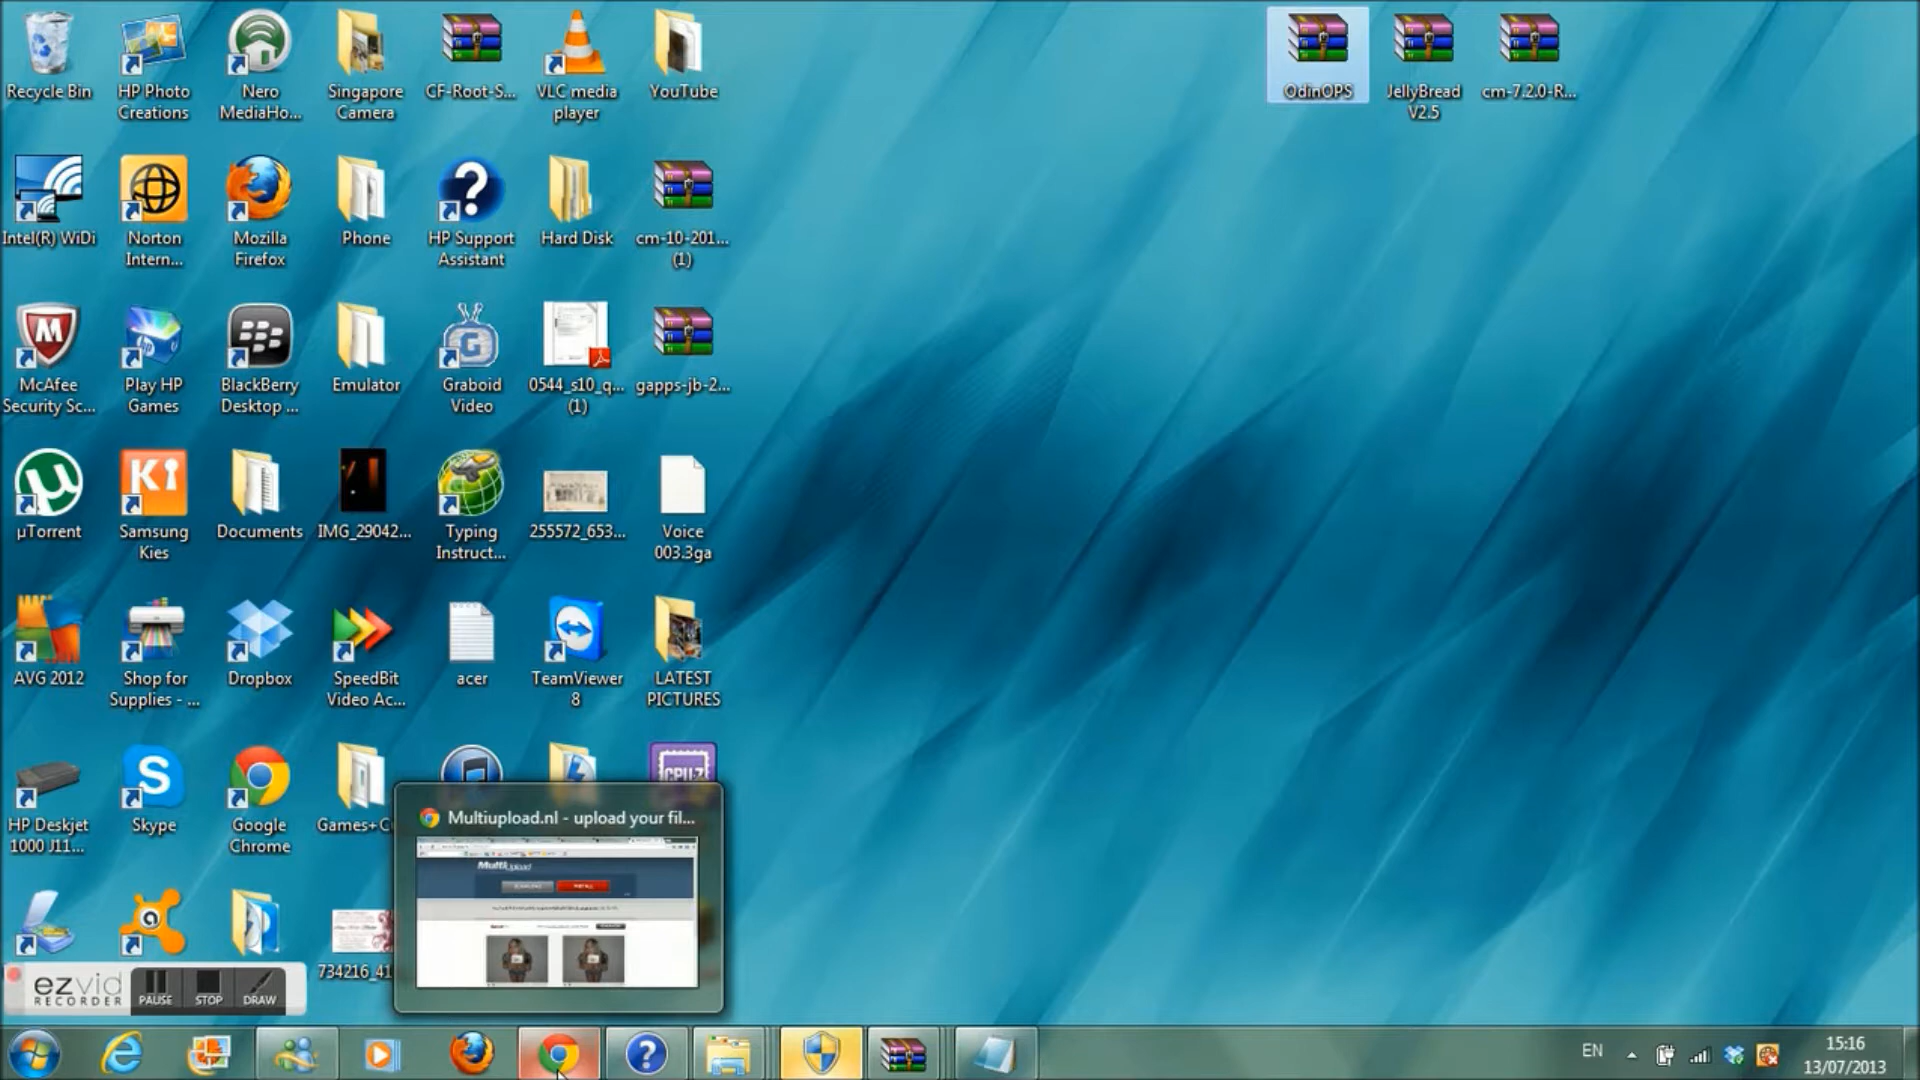 Recycle Bin
HP Photo
Creations
Nero
MediaHo...
Singapore
Camera
CF-Root-S...
VLC media
player
YouTube
OdinOPS
JellyBread
V2.5
cm-7.2.0-R...
Intel(R) WiDi
Norton
Intern...
Mozilla
Firefox
Phone
HP Support
Assistant
Hard Disk
cm-10-201...
(1)
McAfee
Security Sc...
Play HP
Games
BlackBerry
Desktop ...
Emulator
Graboid
Video
0544_s10_q...
(1)
gapps-jb-2...
µTorrent
Samsung
Kies
Documents
IMG_29042...
Typing
Instruct...
255572_653...
Voice
003.3ga
AVG 2012
Shop for
Supplies - ...
Dropbox
SpeedBit
Video Ac...
acer
TeamViewer
8
LATEST
PICTURES
CPU-Z
HP Deskjet
1000 J11...
Skype
Google
Chrome
Games+C
Multiupload.nl - upload your fil...
MultiUpload
DOWNLOAD
INSTALL
734216_41
ezvid
RECORDER
PAUSE
STOP
DRAW
EN
15:16
13/07/2013